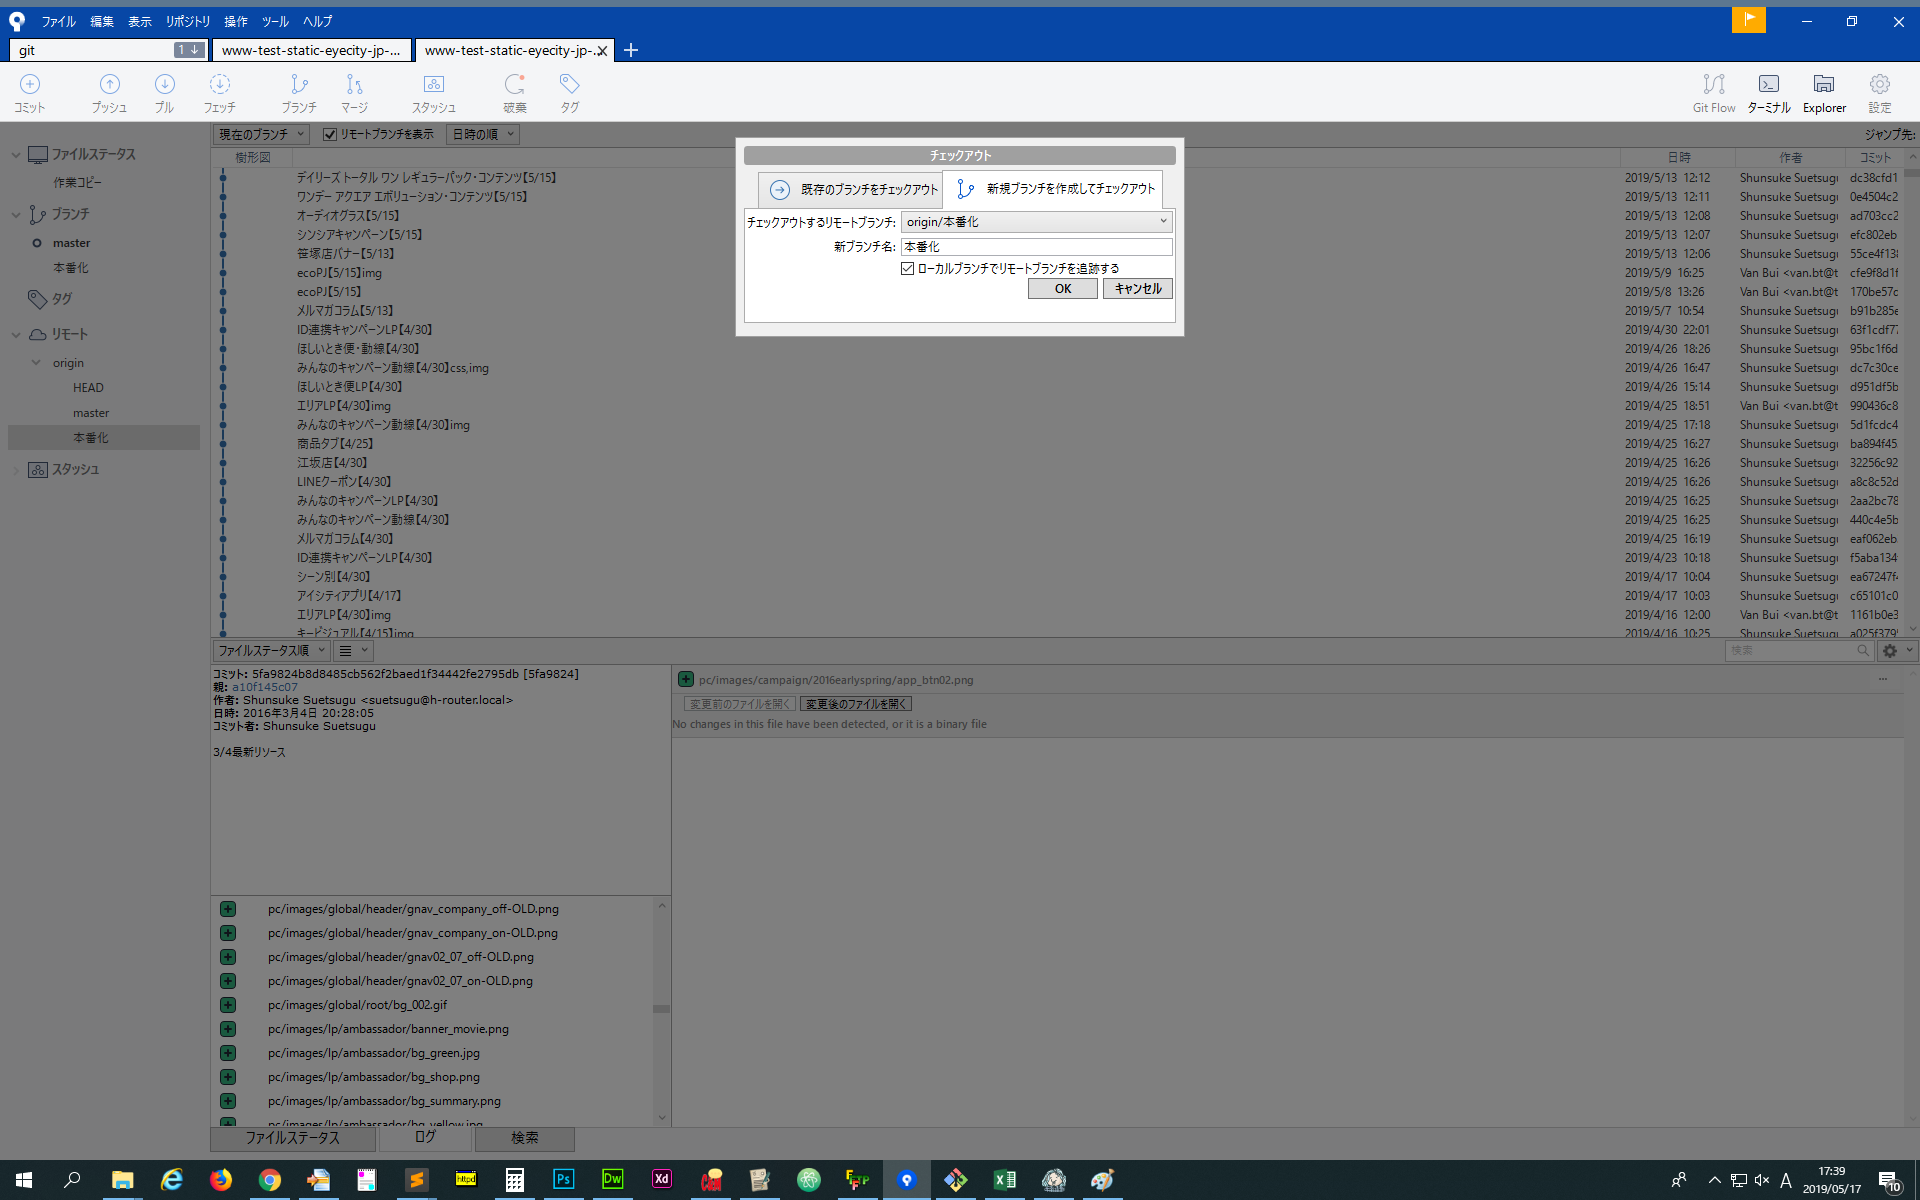 ファイル 編集 表示 リポジトリ 操作 ツール ヘルプ
git 1 ↓ www-test-static-eyecity-jp-... www-test-static-eyecity-jp-...
コミット プッシュ プル フェッチ ブランチ マージ スタッシュ 破棄 タグ Git Flow ターミナル Explorer 設定
現在のブランチ リモートブランチを表示 日時の順 ジャンプ先:
樹形図 日時 作者 コミット
ファイルステータス
作業コピー
ブランチ
master
本番化
タグ
リモート
origin
HEAD
master
本番化
スタッシュ
デイリーズトータル ワン レギュラーパック・コンテンツ【5/15】 2019/5/13 12:12 Shunsuke Suetsugu dc38cfd1
ワンデー アクエア エボリューション・コンテンツ【5/15】 2019/5/13 12:11 Shunsuke Suetsugu 0e4504c2
オーディオグラス【5/15】 2019/5/13 12:08 Shunsuke Suetsugu ad703cc2
シンシアキャンペーン【5/15】 2019/5/13 12:07 Shunsuke Suetsugu efc802eb
笹塚店バナー【5/13】 2019/5/13 12:06 Shunsuke Suetsugu 55ce4f13
ecoPJ【5/15】img 2019/5/9 16:25 Van Bui <van.bt@t cfe9f8d1f
ecoPJ【5/15】 2019/5/8 13:26 Van Bui <van.bt@t 170be57c
メルマガコラム【5/13】 2019/5/7 10:54 Shunsuke Suetsugu b91b285e
ID連携キャンペーンLP【4/30】 2019/4/30 22:01 Shunsuke Suetsugu 63f1cdf77
ほしいとき便・動線【4/30】 2019/4/26 18:26 Shunsuke Suetsugu 95bc1f6d
みんなのキャンペーン動線【4/30】css,img 2019/4/26 16:47 Shunsuke Suetsugu dc7c30ce
ほしいとき便LP【4/30】 2019/4/26 15:14 Shunsuke Suetsugu d951df5b
エリアLP【4/30】img 2019/4/25 18:51 Van Bui <van.bt@t 990436c8
みんなのキャンペーン動線【4/30】img 2019/4/25 17:18 Shunsuke Suetsugu 5d1fcdc4
商品タブ【4/25】 2019/4/25 16:27 Shunsuke Suetsugu ba894f45
江坂店【4/30】 2019/4/25 16:26 Shunsuke Suetsugu 32256c92
LINEクーポン【4/30】 2019/4/25 16:26 Shunsuke Suetsugu a8c8c52d
みんなのキャンペーンLP【4/30】 2019/4/25 16:25 Shunsuke Suetsugu 2aa2bc78
みんなのキャンペーン動線【4/30】 2019/4/25 16:25 Shunsuke Suetsugu 440c4e5b
メルマガコラム【4/30】 2019/4/25 16:19 Shunsuke Suetsugu eaf062eb
ID連携キャンペーンLP【4/30】 2019/4/23 10:18 Shunsuke Suetsugu f5aba134
シーン別【4/30】 2019/4/17 10:04 Shunsuke Suetsugu ea67247f
アイシティアプリ【4/17】 2019/4/17 10:03 Shunsuke Suetsugu c65101c0
エリアLP【4/30】img 2019/4/16 12:00 Van Bui <van.bt@t 1161b0e3
キービジュアル【4/15】img 2019/4/16 10:25 Shunsuke Suetsugu a025f379
チェックアウト
既存のブランチをチェックアウト 新規ブランチを作成してチェックアウト
チェックアウトするリモートブランチ: origin/本番化
新ブランチ名: 本番化
ローカルブランチでリモートブランチを追跡する
OK キャンセル
ファイルステータス順 検索
コミット: 5fa9824b8d8485cb562f2baed1f34442fe2795db [5fa9824]
親: a10f145c07
作者: Shunsuke Suetsugu <suetsugu@h-router.local>
日時: 2016年3月4日 20:28:05
コミット者: Shunsuke Suetsugu
3/4最新リソース
pc/images/campaign/2016earlyspring/app_btn02.png ...
変更前のファイルを開く 変更後のファイルを開く
No changes in this file have been detected, or it is a binary file
pc/images/global/header/gnav_company_off-OLD.png
pc/images/global/header/gnav_company_on-OLD.png
pc/images/global/header/gnav02_07_off-OLD.png
pc/images/global/header/gnav02_07_on-OLD.png
pc/images/global/root/bg_002.gif
pc/images/lp/ambassador/banner_movie.png
pc/images/lp/ambassador/bg_green.jpg
pc/images/lp/ambassador/bg_shop.png
pc/images/lp/ambassador/bg_summary.png
pc/images/lp/ambassador/bg_yellow.jpg
ファイルステータス ログ 検索
httpd Ps Dw Xd A 17:39
2019/05/17 10